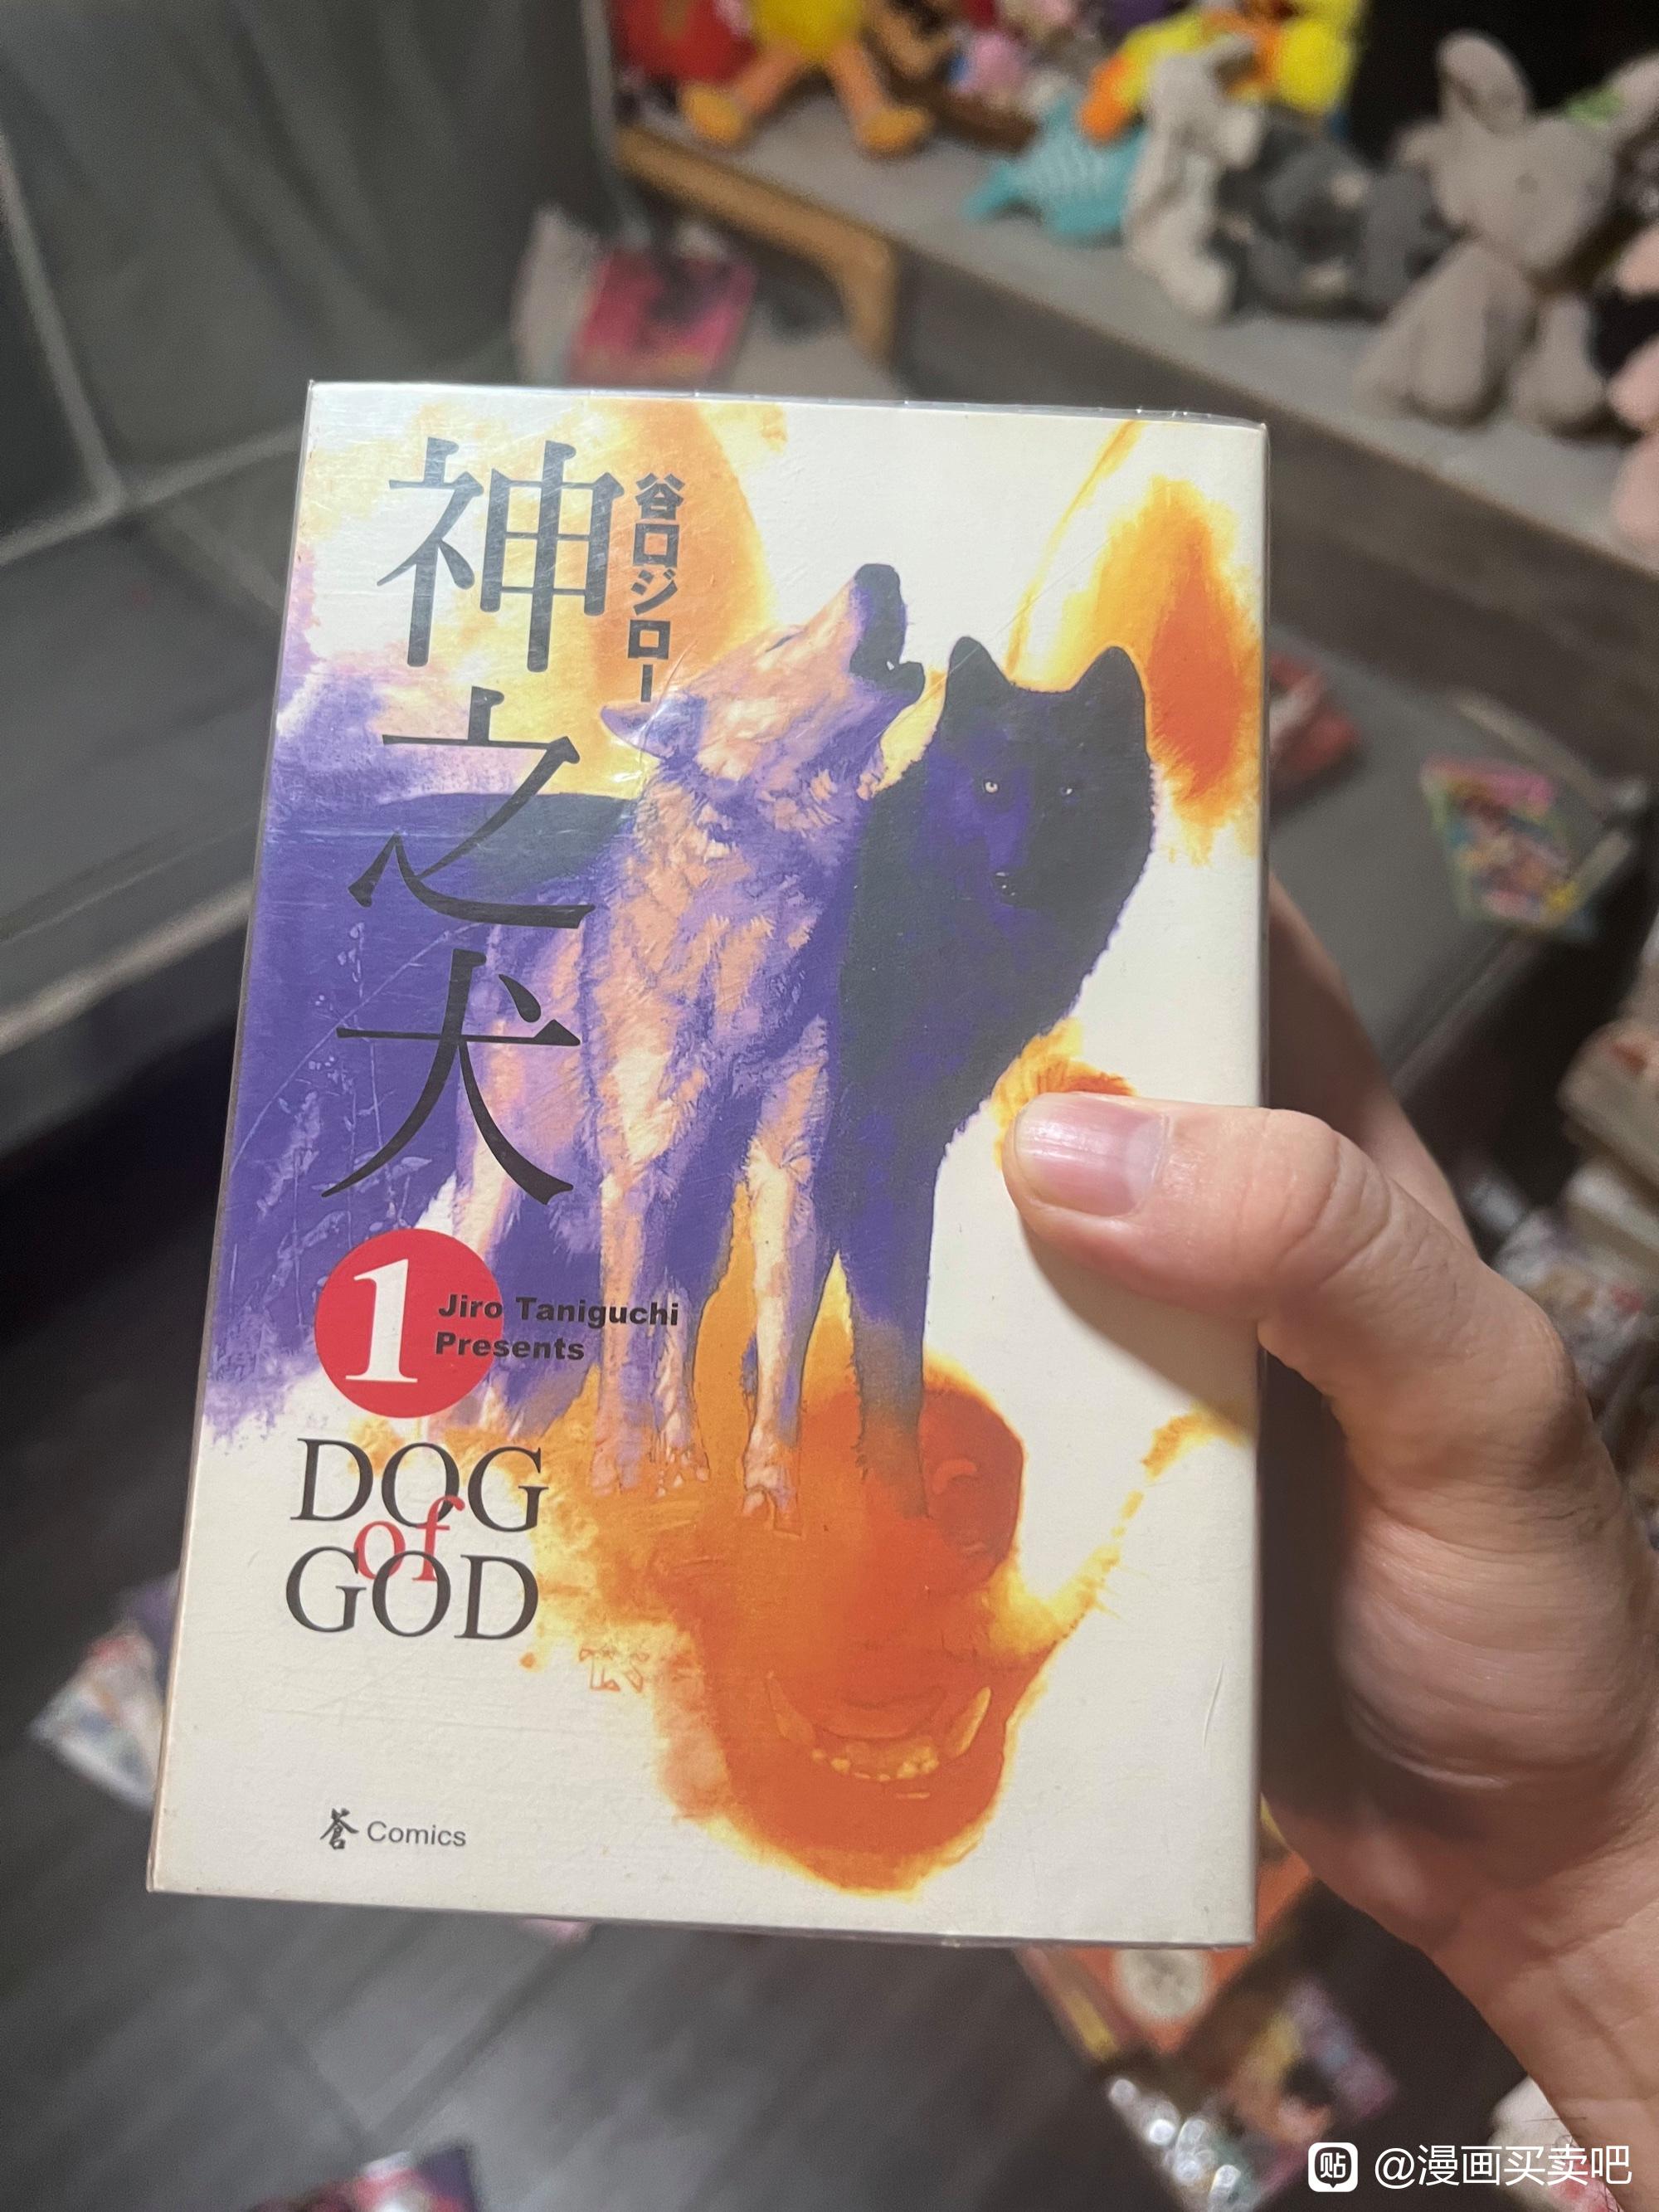 神之犬
谷口ジロー
1
Jiro Taniguchi
Presents
DOG
of
GOD
蒼 Comics
贴 @漫画买卖吧